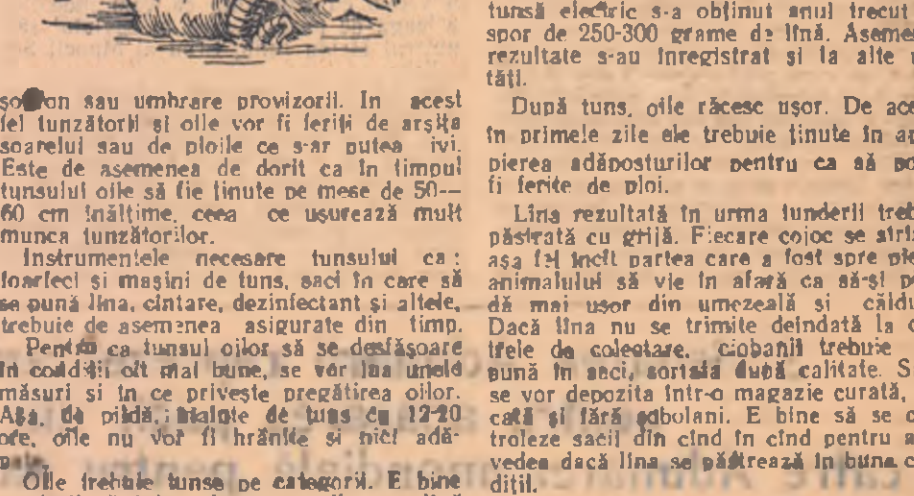 sau umbrare provizorii. In acest
fel tunzătorii și oile vor fi feriți de arșița
soarelui sau de ploile ce s-ar putea ivi.
Este de asemenea de dorit ca în timpul
tunsului oile să fie ținute pe mese de 50—
60 cm înălțime, ceea ce ușurează mult
munca tunzătorilor.
Instrumentele necesare tunsului ca:
foarfeci și mașini de tuns, saci în care să
se pună lîna, cîntare, dezinfectant și altele,
trebuie de asemenea asigurate din timp.
Pentru ca tunsul oilor să se desfășoare
în condiții cît mai bune, se vor lua unele
măsuri și în ce privește pregătirea oilor.
Așa, de pildă, înainte de tuns cu 12-20
ore, oile nu vor fi hrănite și nici adă-
Oile trebuie tunse pe categorii. E bine
tunsă electric s-a obținut anul trecut
spor de 250-300 grame de lînă. Aseme
rezultate s-au înregistrat și la alte
tăți.
După tuns, oile răcesc ușor. De ace
în primele zile ele trebuie ținute în a
pierea adăposturilor pentru ca să po
fi ferite de ploi.
Lîna rezultată în urma tunderii treb
păstrată cu grijă. Fiecare cojoc se strî
așa fel încît partea care a fost spre pie
animalului să vie în afară ca să-și p
dă mai ușor din umezeală și căldu
Dacă lîna nu se trimite deîndată la c
trele de colectare, ciobanii trebuie
pună în saci, sortată după calitate. S
se vor depozita într-o magazie curată,
cată și fără șobolani. E bine să se c
troleze sacii din cînd în cînd pentru a
vedea dacă lîna se păstrează în bune c
diții.